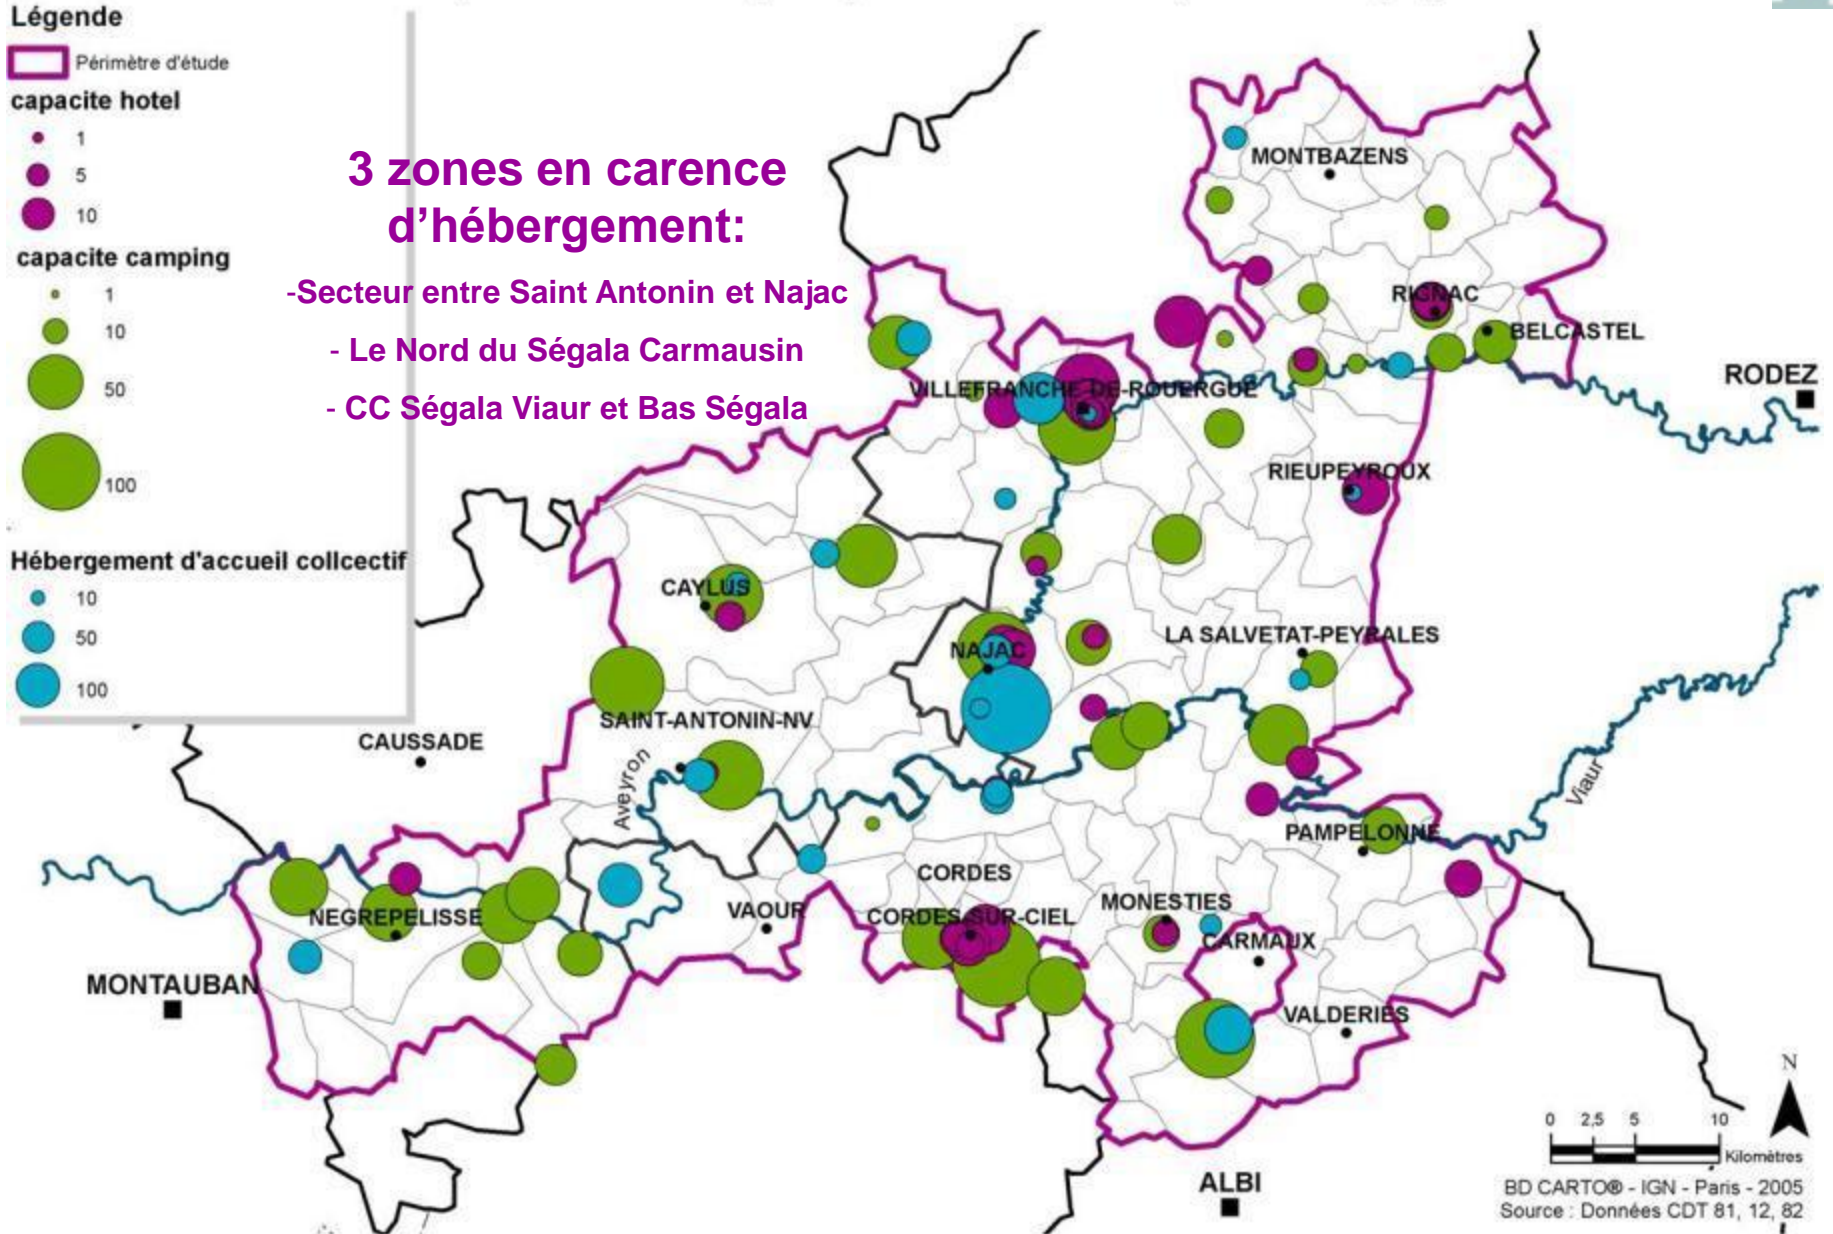 Légende
Périmètre d'étude
capacite hotel
1
5
10
capacite camping
1
10
50
100
Hébergement d'accueil collcectif
10
50
100
3 zones en carence
d'hébergement:
-Secteur entre Saint Antonin et Najac
- Le Nord du Ségala Carmausin
- CC Ségala Viaur et Bas Ségala
MONTBAZENS
RIGNAC
BELCASTEL
RODEZ
VILLEFRANCHE-DE-ROUERGUE
RIEUPEYROUX
CAYLUS
NAJAC
LA SALVETAT-PEYRALES
SAINT-ANTONIN-NV
CAUSSADE
Aveyron
Viaur
PAMPELONNE
CORDES
NEGREPELISSE
VAOUR
CORDES-SUR-CIEL
MONESTIES
CARMAUX
MONTAUBAN
VALDERIES
ALBI
N
0 2,5 5 10
Kilomètres
BD CARTO® - IGN - Paris - 2005
Source : Données CDT 81, 12, 82